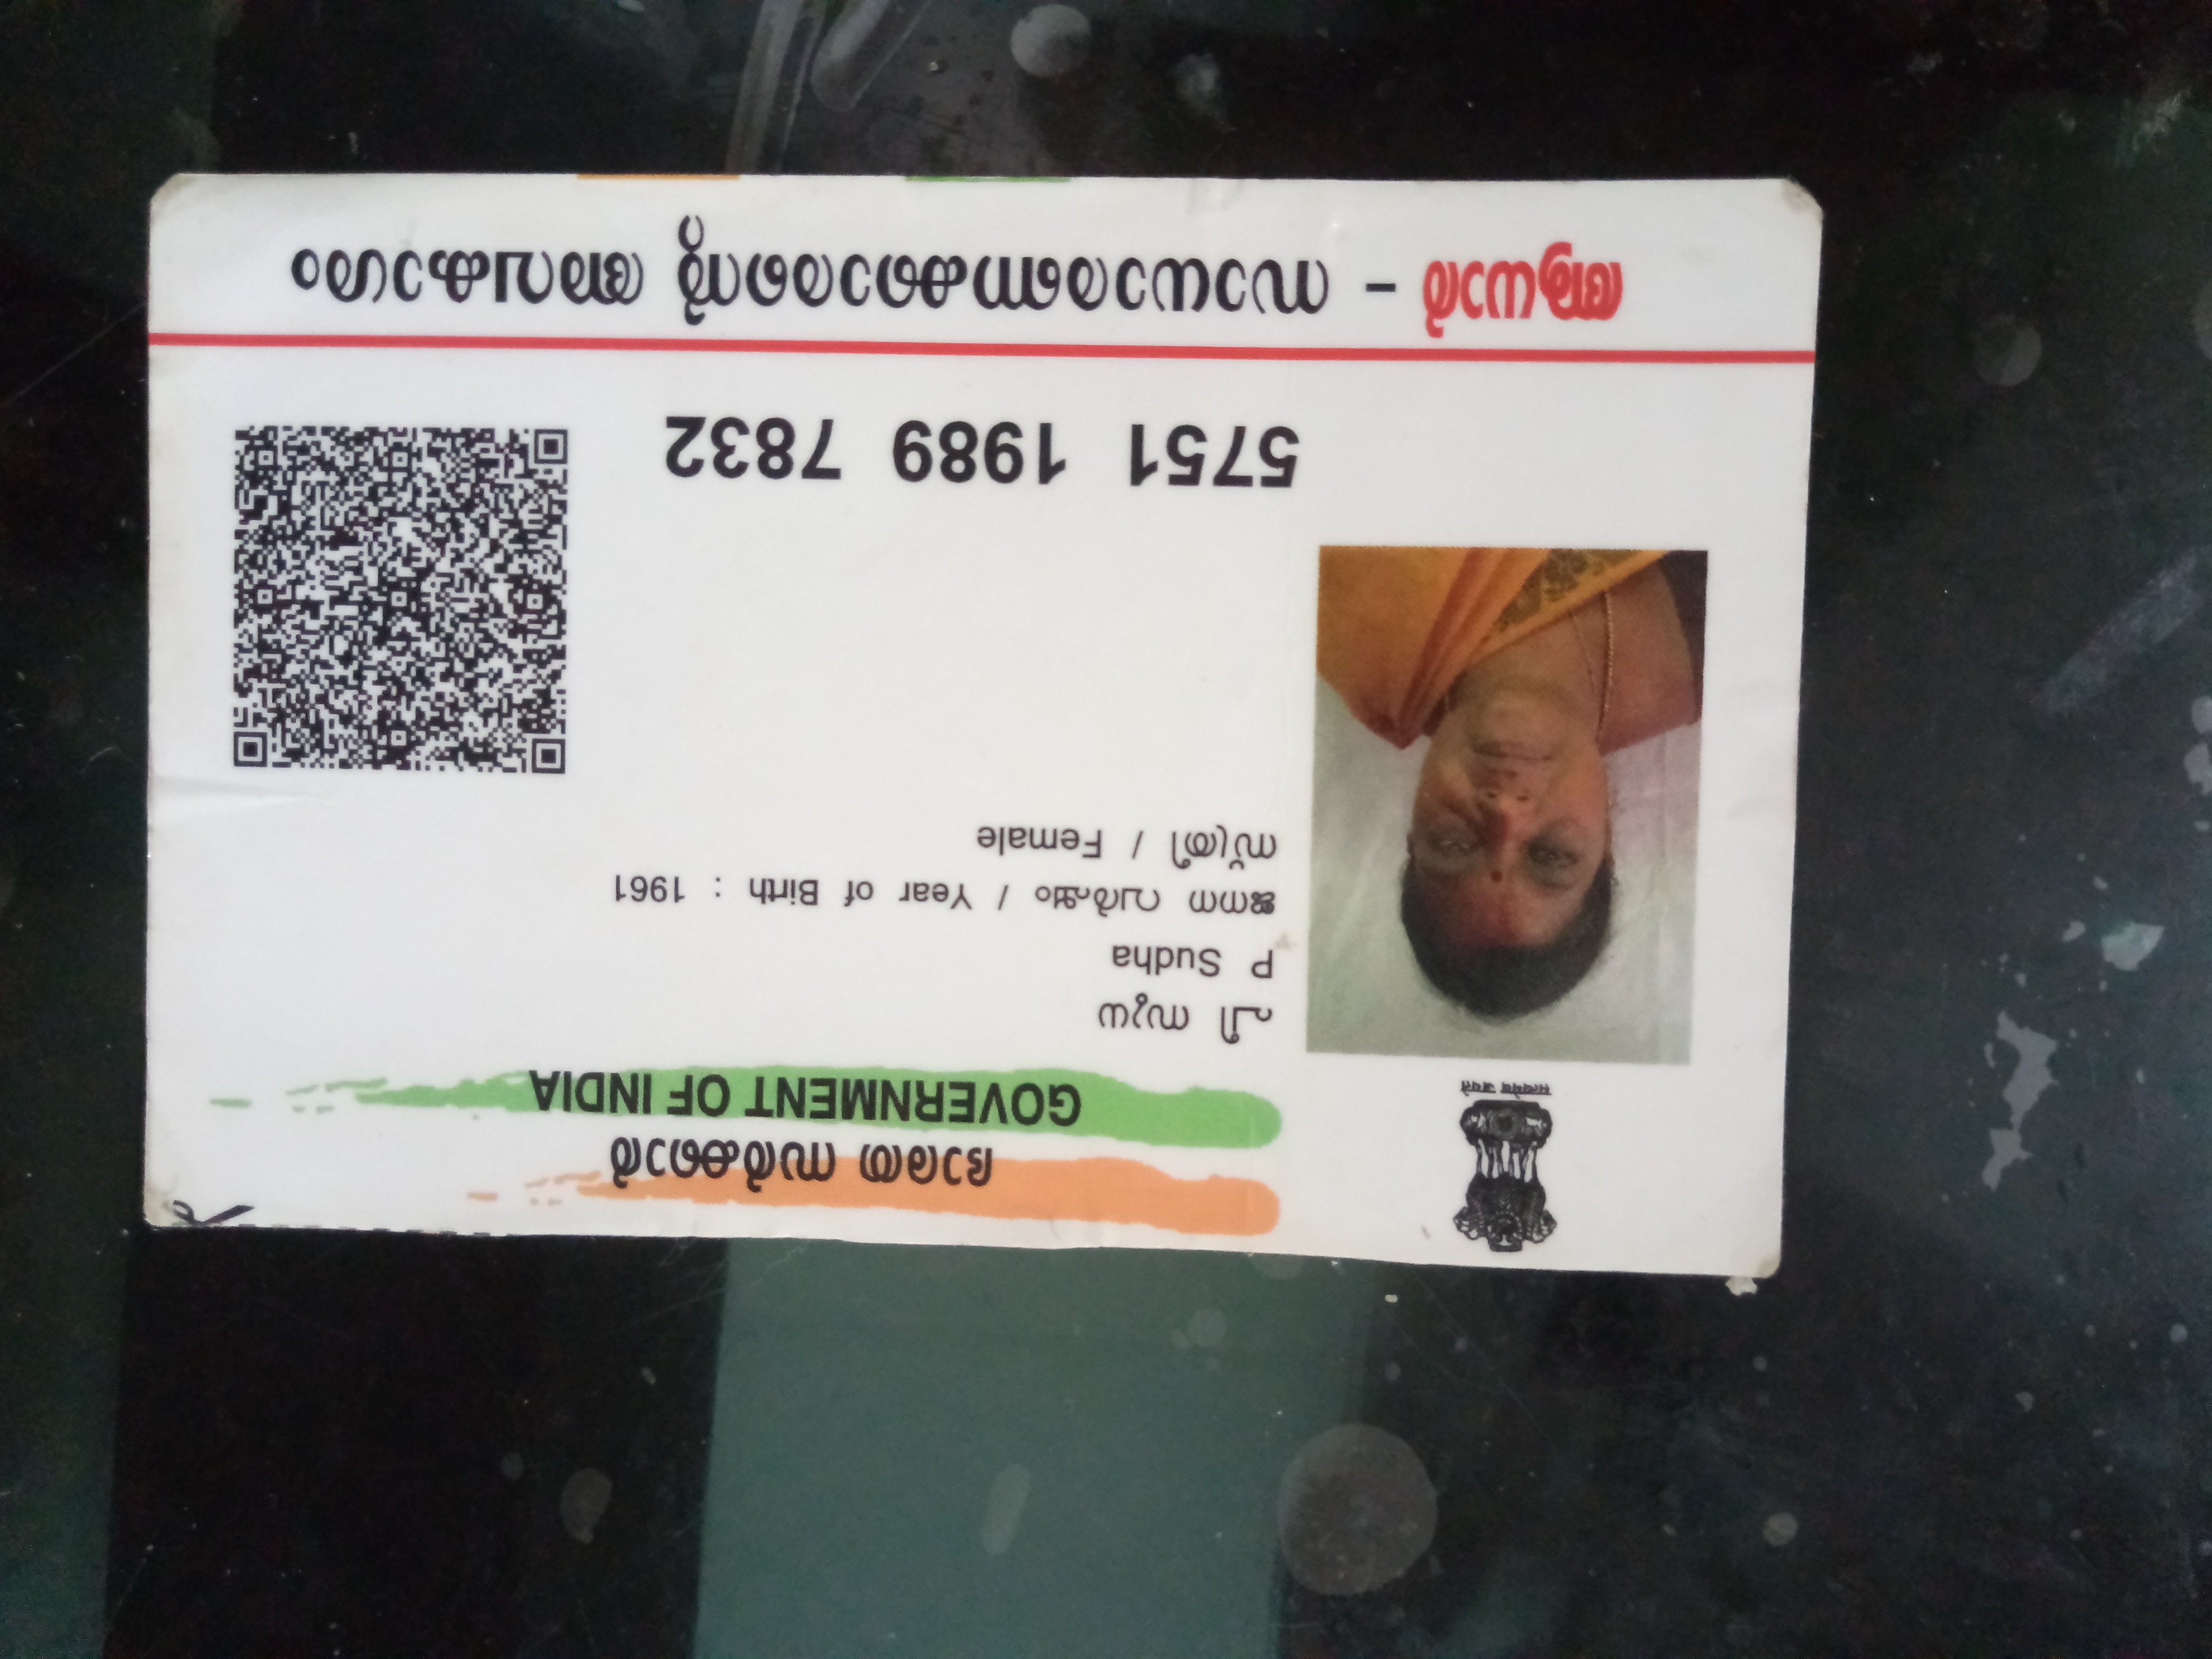 ഭാരത സർക്കാർ
GOVERNMENT OF INDIA
सत्यमेव जयते
പി സുധ
P Sudha
ജനന വർഷം / Year of Birth : 1961
സ്ത്രീ / Female
5751 1989 7832
ആധാർ - സാധാരണക്കാരന്റെ അവകാശം